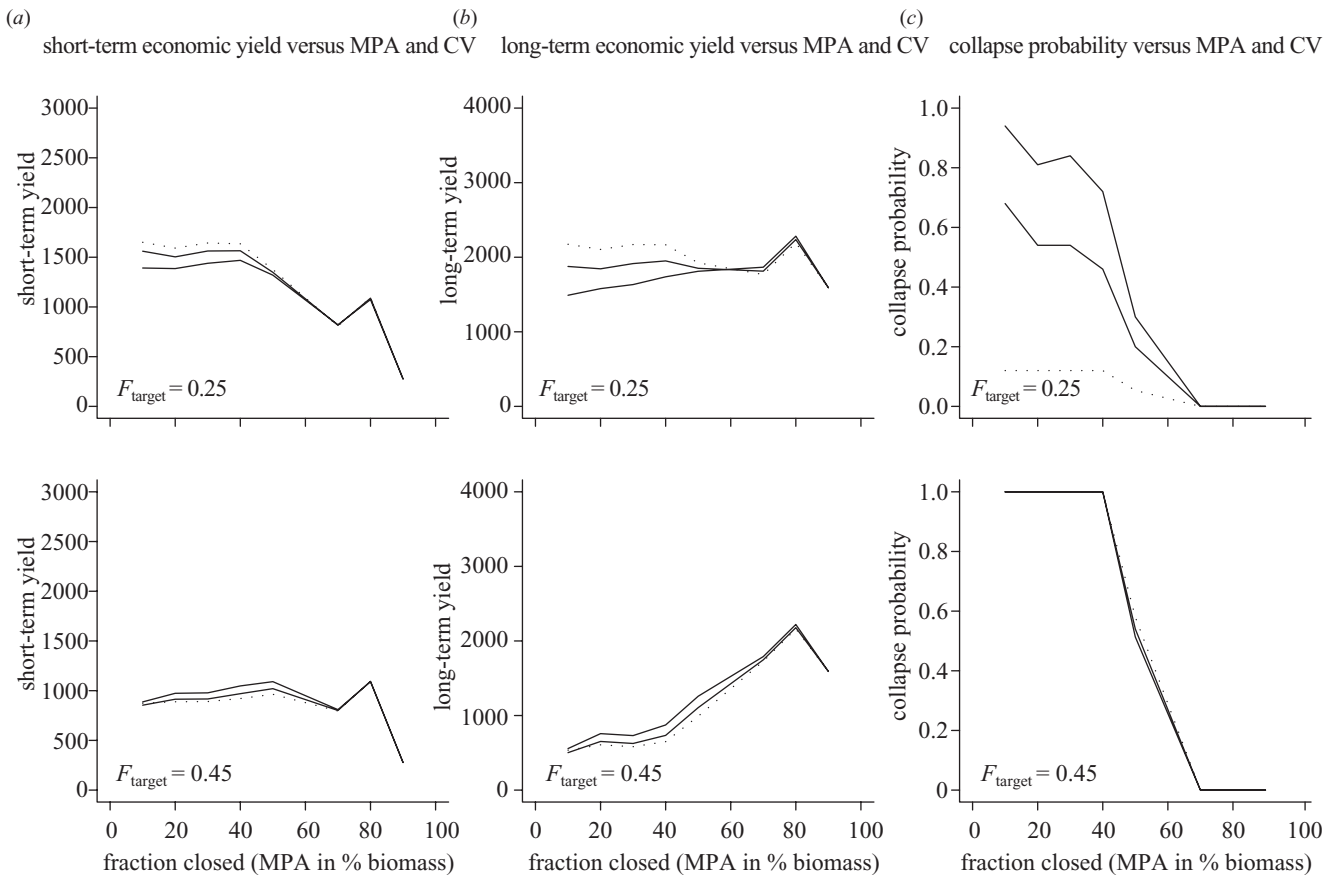 (a)
short-term economic yield versus MPA and CV
3000
2500
2000
1500
1000
500
0
short-term yield
F target = 0.25
(b)
long-term economic yield versus MPA and CV
4000
3000
2000
1000
0
long-term yield
F target = 0.25
(c)
collapse probability versus MPA and CV
1.0
0.8
0.6
0.4
0.2
0.0
collapse probability
F target = 0.25
3000
2500
2000
1500
1000
500
0
short-term yield
F target = 0.45
0 20 40 60 80 100
fraction closed (MPA in % biomass)
4000
3000
2000
1000
0
long-term yield
F target = 0.45
0 20 40 60 80 100
fraction closed (MPA in % biomass)
1.0
0.8
0.6
0.4
0.2
0
collapse probability
F target = 0.45
0 20 40 60 80 100
fraction closed (MPA in % biomass)